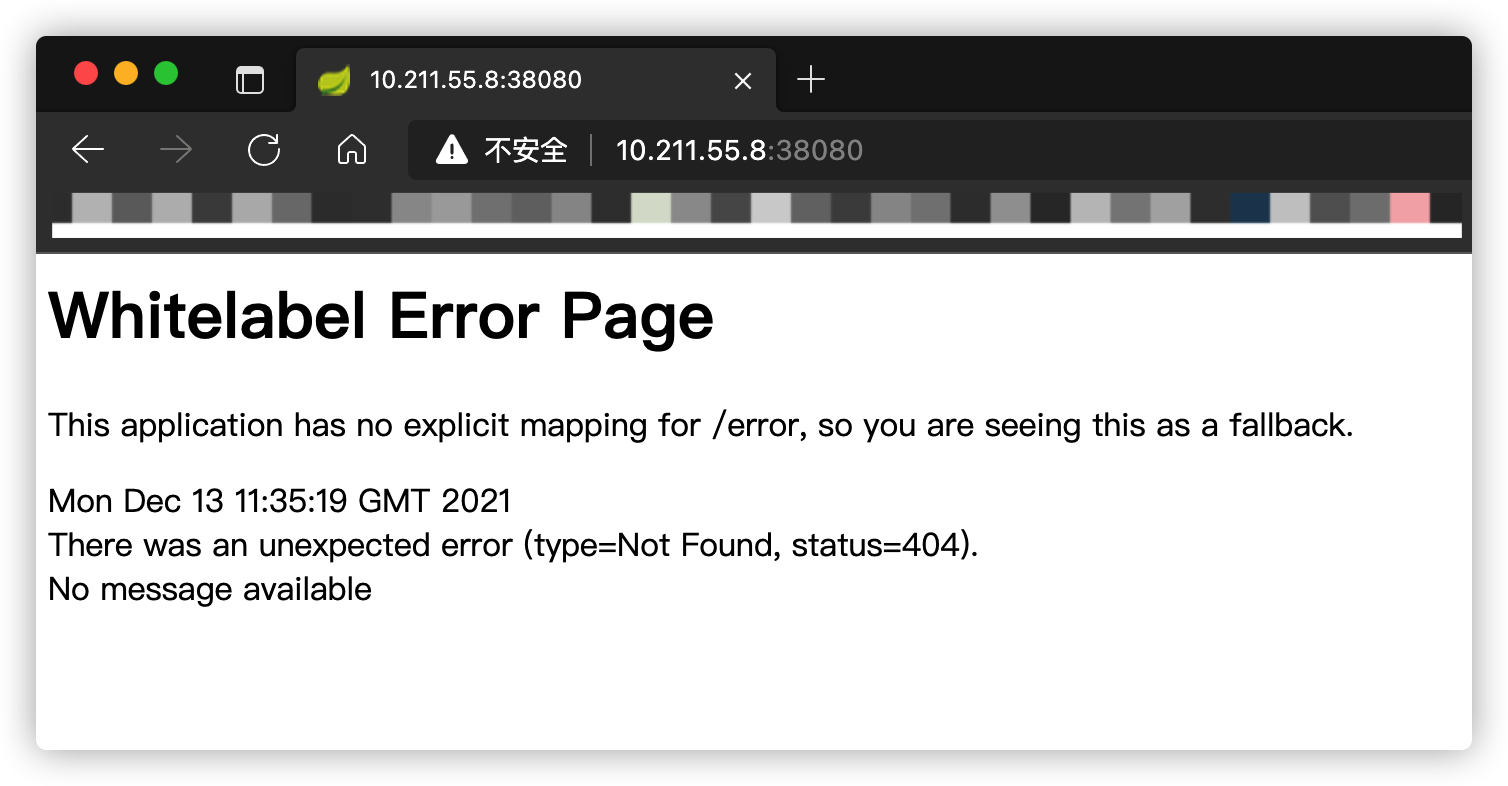 10.211.55.8:38080
不安全 10.211.55.8:38080
Whitelabel Error Page
This application has no explicit mapping for /error, so you are seeing this as a fallback.
Mon Dec 13 11:35:19 GMT 2021
There was an unexpected error (type=Not Found, status=404).
No message available